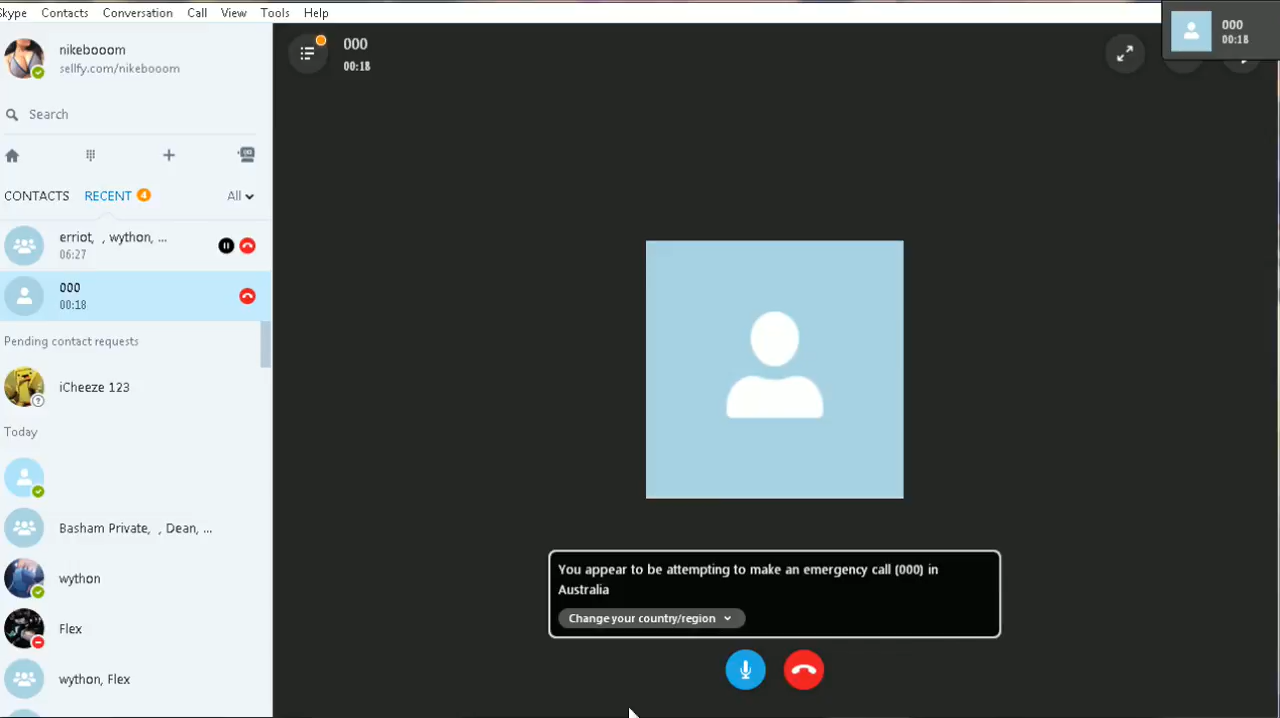 Skype Contacts Conversation Call View Tools Help
nikebooom
sellfy.com/nikebooom
Search
CONTACTS RECENT 4 All
erriot, , wython, ...
06:27
000
00:18
Pending contact requests
iCheeze 123
Today
Basham Private, , Dean, ...
wython
Flex
wython, Flex
000
00:18
000
00:18
You appear to be attempting to make an emergency call (000) in
Australia
Change your country/region